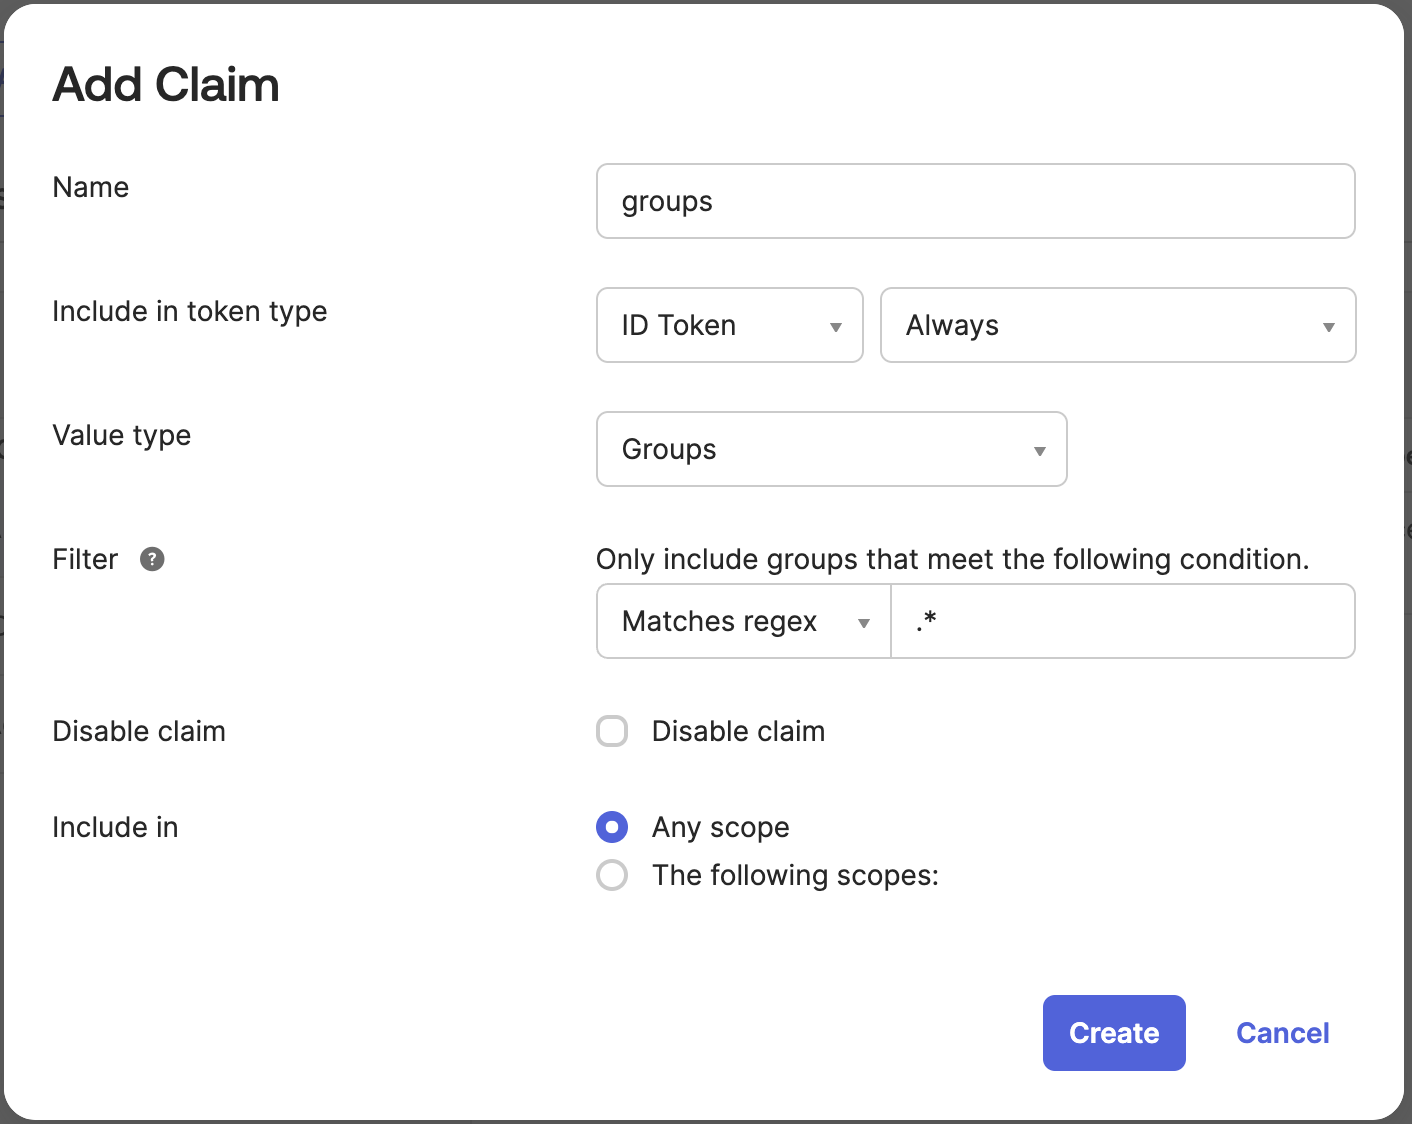 Add Claim
Name
groups
Include in token type
ID Token
Always
Value type
Groups
Filter ?
Only include groups that meet the following condition.
Matches regex
.*
Disable claim
Disable claim
Include in
Any scope
The following scopes:
Create
Cancel